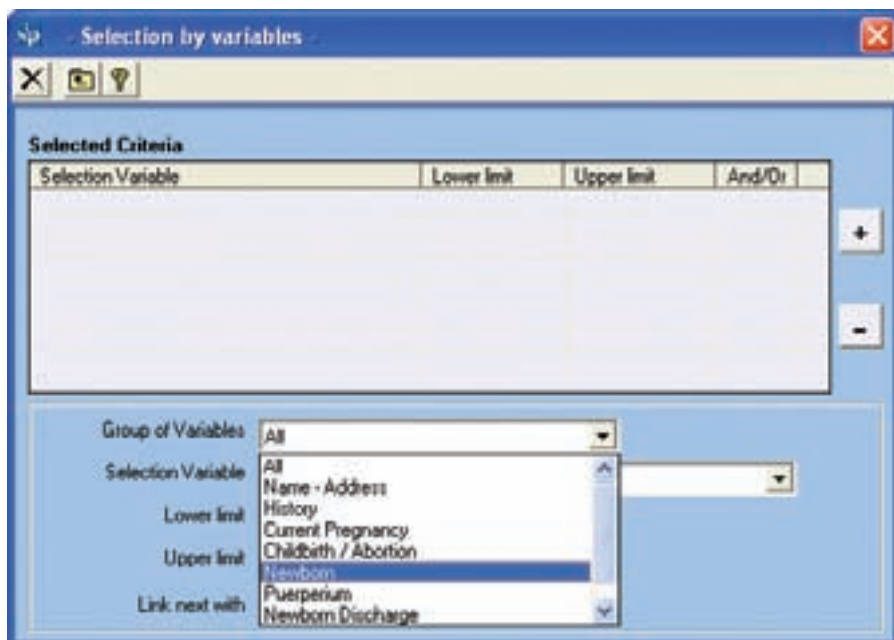 sip - Selection by variables -
Selected Criteria
Selection Variable Lower limit Upper limit And/Or
+
-
Group of Variables All
All
Selection Variable
Name - Address
History
Lower limit
Current Pregnancy
Childbirth / Abortion
Upper limit
Newborn
Puerperium
Link next with
Newborn Discharge